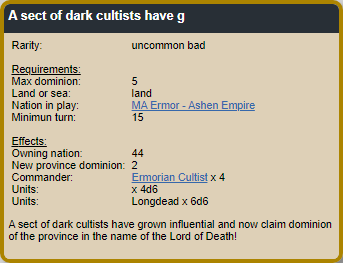 A sect of dark cultists have g
Rarity: uncommon bad
Requirements:
Max dominion: 5
Land or sea: land
Nation in play: MA Ermor - Ashen Empire
Minimun turn: 15
Effects:
Owning nation: 44
New province dominion: 2
Commander: Ermorian Cultist x 4
Units: x 4d6
Units: Longdead x 6d6
A sect of dark cultists have grown influential and now claim dominion
of the province in the name of the Lord of Death!